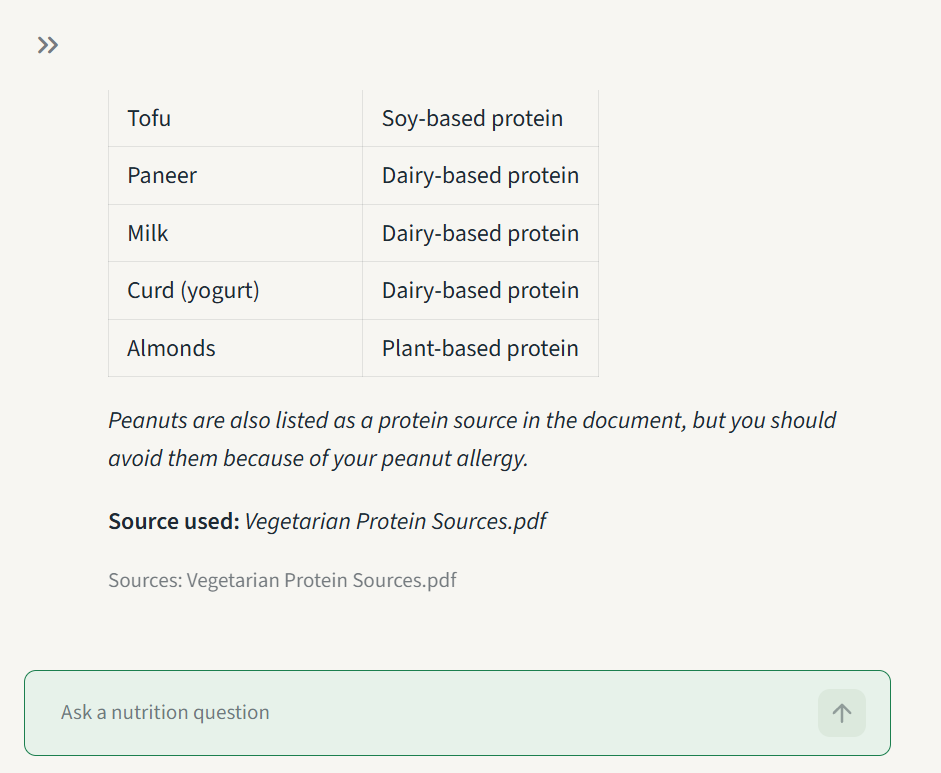 Tofu Soy-based protein
Paneer Dairy-based protein
Milk Dairy-based protein
Curd (yogurt) Dairy-based protein
Almonds Plant-based protein
Peanuts are also listed as a protein source in the document, but you should
avoid them because of your peanut allergy.
Source used: Vegetarian Protein Sources.pdf
Sources: Vegetarian Protein Sources.pdf
Ask a nutrition question